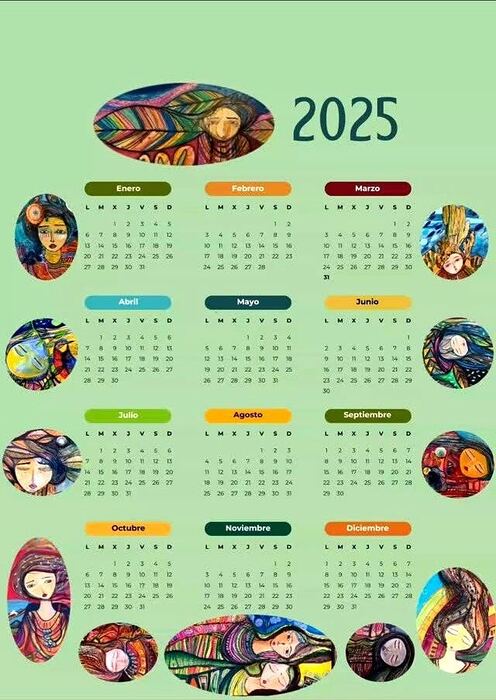 2025
Enero
L M X J V S D
1 2 3 4 5
6 7 8 9 10 11 12
13 14 15 16 17 18 19
20 21 22 23 24 25 26
27 28 29 30 31
Febrero
L M X J V S D
1 2
3 4 5 6 7 8 9
10 11 12 13 14 15 16
17 18 19 20 21 22 23
24 25 26 27 28
Marzo
L M X J V S D
1 2
3 4 5 6 7 8 9
10 11 12 13 14 15 16
17 18 19 20 21 22 23
24 25 26 27 28 29 30
31
Abril
L M X J V S D
1 2 3 4 5 6
7 8 9 10 11 12 13
14 15 16 17 18 19 20
21 22 23 24 25 26 27
28 29 30
Mayo
L M X J V S D
1 2 3 4
5 6 7 8 9 10 11
12 13 14 15 16 17 18
19 20 21 22 23 24 25
26 27 28 29 30 31
Junio
L M X J V S D
1
2 3 4 5 6 7 8
9 10 11 12 13 14 15
16 17 18 19 20 21 22
23 24 25 26 27 28 29
30
Julio
L M X J V S D
1 2 3 4 5 6
7 8 9 10 11 12 13
14 15 16 17 18 19 20
21 22 23 24 25 26 27
28 29 30 31
Agosto
L M X J V S D
1 2 3
4 5 6 7 8 9 10
11 12 13 14 15 16 17
18 19 20 21 22 23 24
25 26 27 28 29 30 31
Septiembre
L M X J V S D
1 2 3 4 5 6 7
8 9 10 11 12 13 14
15 16 17 18 19 20 21
22 23 24 25 26 27 28
29 30
Octubre
L M X J V S D
1 2 3 4 5
6 7 8 9 10 11 12
13 14 15 16 17 18 19
20 21 22 23 24 25 26
27 28 29 30 31
Noviembre
L M X J V S D
1 2
3 4 5 6 7 8 9
10 11 12 13 14 15 16
17 18 19 20 21 22 23
24 25 26 27 28 29 30
Diciembre
L M X J V S D
1 2 3 4 5 6 7
8 9 10 11 12 13 14
15 16 17 18 19 20 21
22 23 24 25 26 27 28
29 30 31